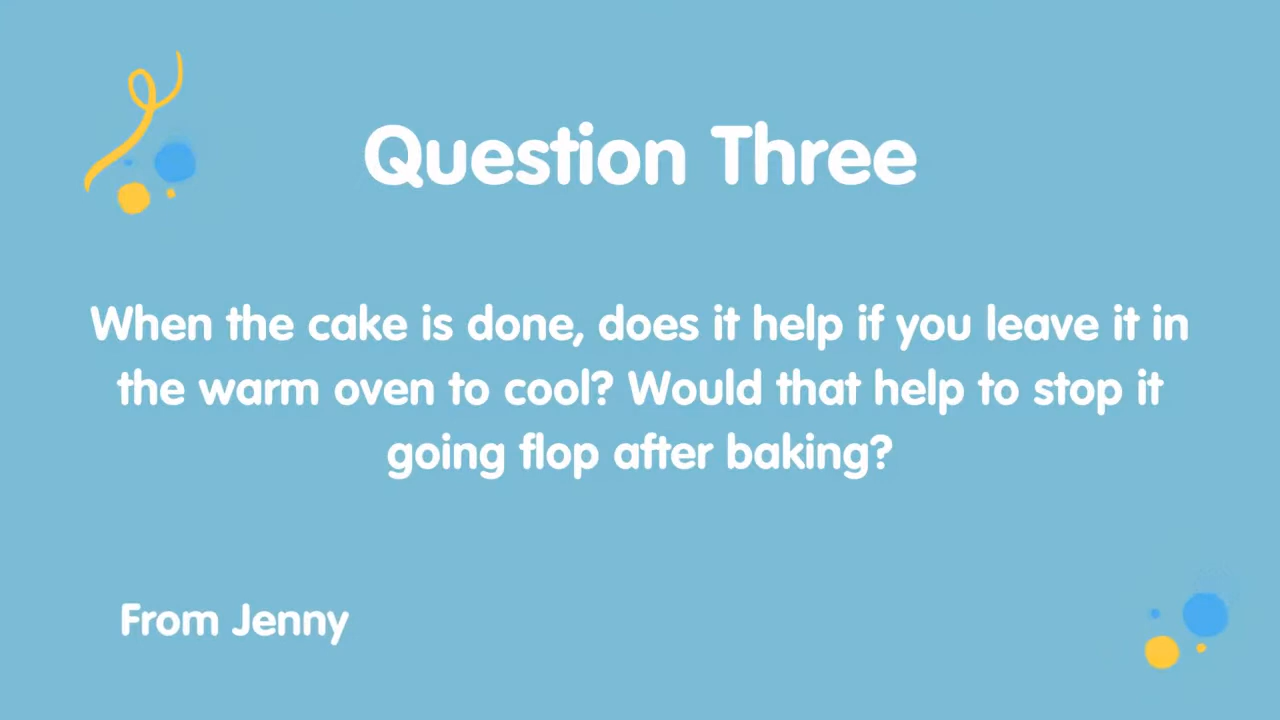 Question Three
When the cake is done, does it help if you leave it in
the warm oven to cool? Would that help to stop it
going flop after baking?
From Jenny